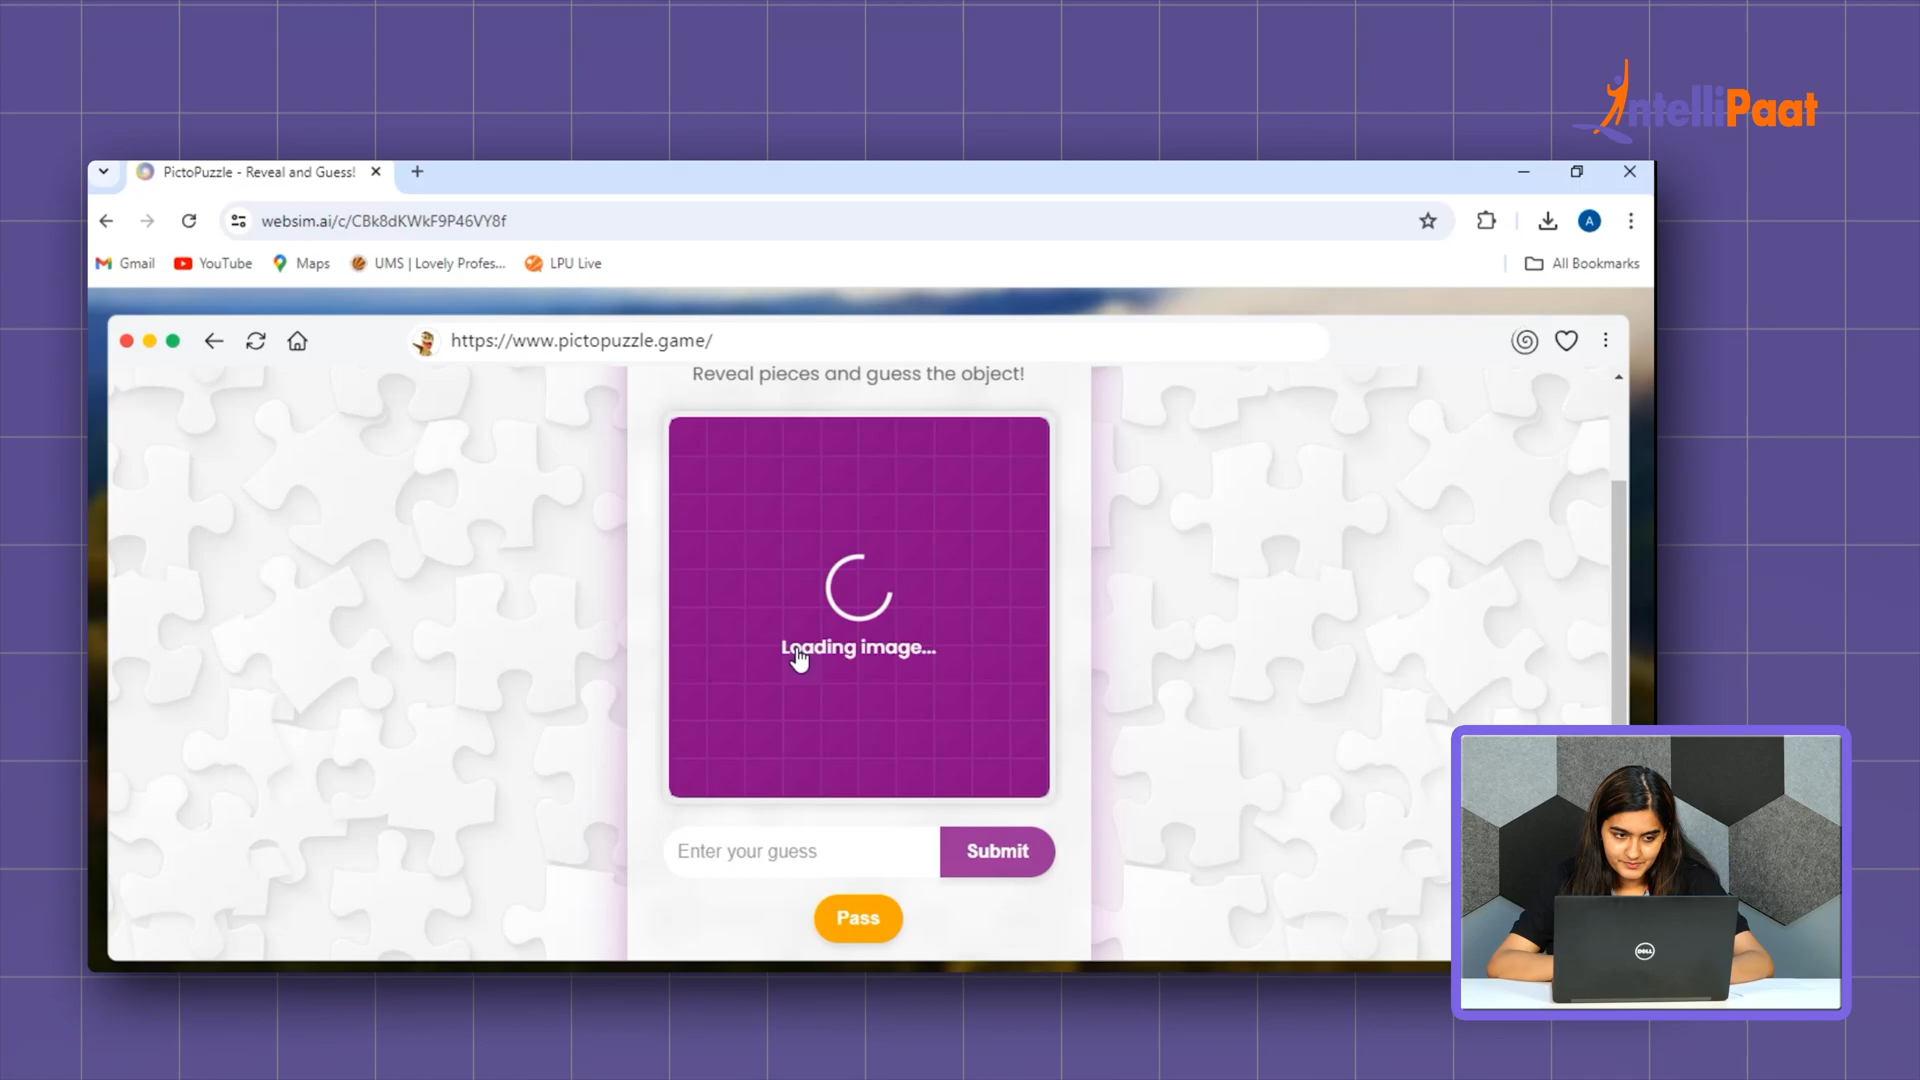 IntelliPaat
PictoPuzzle - Reveal and Guess!
websim.ai/c/CBk8dKWkF9P46VY8f
A
Gmail
YouTube
Maps
UMS | Lovely Profes...
LPU Live
All Bookmarks
https://www.pictopuzzle.game/
Reveal pieces and guess the object!
Loading image...
Enter your guess
Submit
Pass
DELL